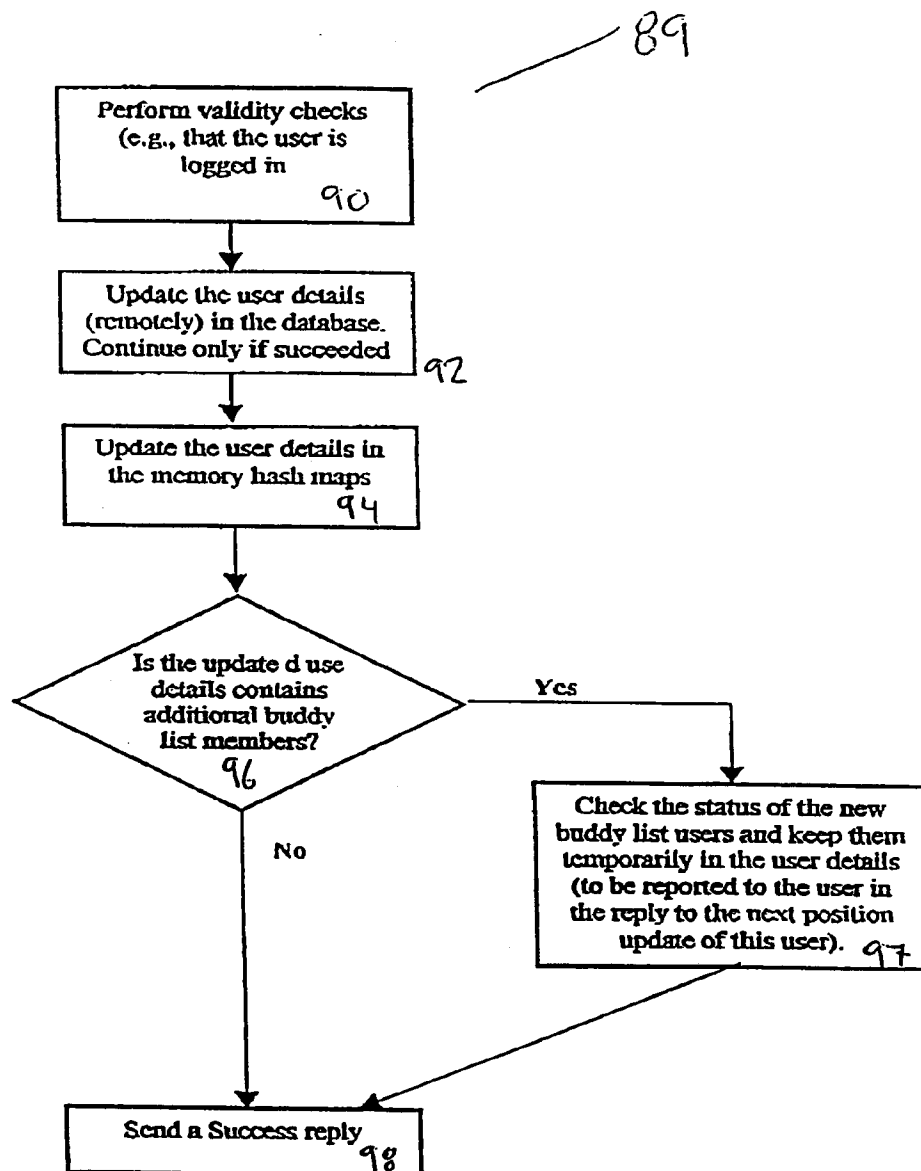 89
Perform validity checks
(e.g., that the user is
logged in
90
Update the user details
(remotely) in the database.
Continue only if succeeded
92
Update the user details in
the memory hash maps
94
Is the update d use
details contains
additional buddy
list members?
96
Yes
No
Check the status of the new
buddy list users and keep them
temporarily in the user details
(to be reported to the user in
the reply to the next position
update of this user).
97
Send a Success reply
98